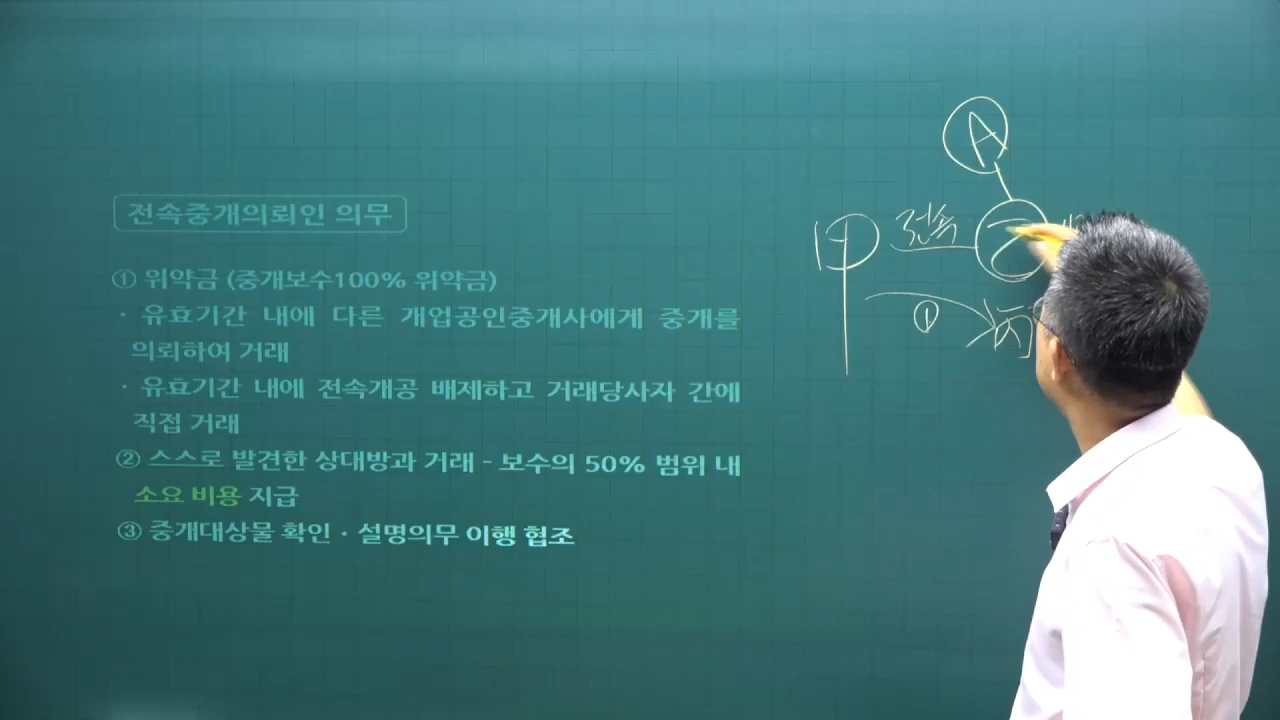 전속중개의뢰인 의무
① 위약금 (중개보수100% 위약금)
· 유효기간 내에 다른 개업공인중개사에게 중개를
의뢰하여 거래
· 유효기간 내에 전속개공 배제하고 거래당사자 간에
직접 거래
② 스스로 발견한 상대방과 거래 - 보수의 50% 범위 내
소요 비용 지급
③ 중개대상물 확인 · 설명의무 이행 협조
A
甲 전속 乙
① 丙